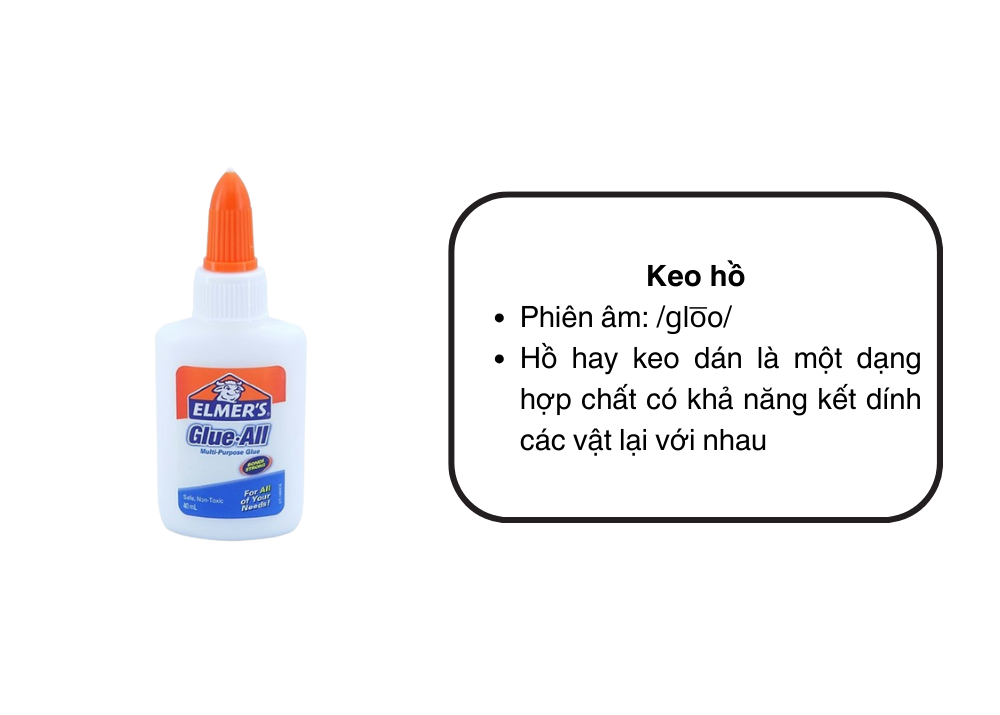 ELMER'S
Glue-All
Multi-Purpose Glue
For All
of Your
Needs!
Safe, Non-Toxic
40 mL
Keo hồ
• Phiên âm: /glo͞o/
• Hồ hay keo dán là một dạng
hợp chất có khả năng kết dính
các vật lại với nhau